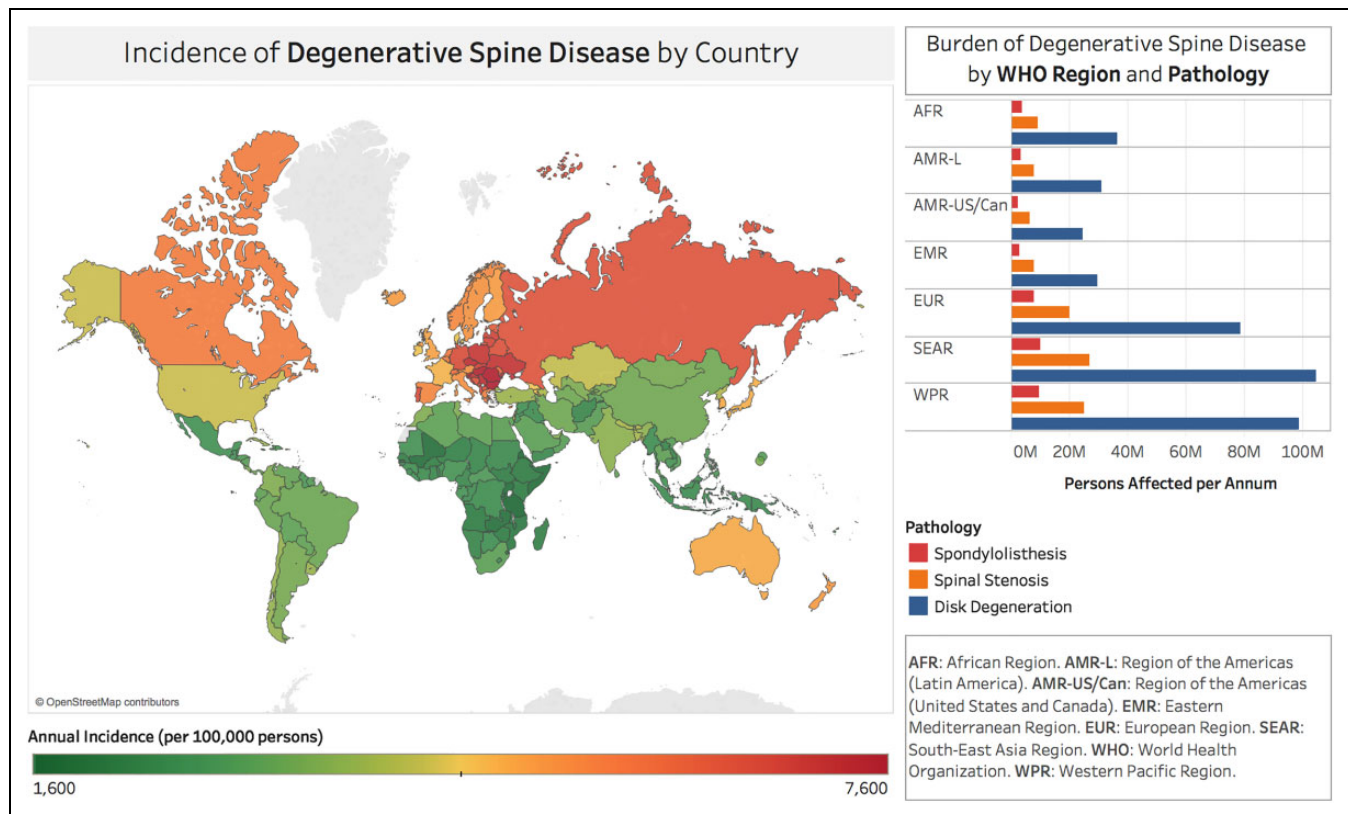 Incidence of Degenerative Spine Disease by Country
© OpenStreetMap contributors
Annual Incidence (per 100,000 persons)
1,600
7,600
Burden of Degenerative Spine Disease
by WHO Region and Pathology
AFR
AMR-L
AMR-US/Can
EMR
EUR
SEAR
WPR
0M 20M 40M 60M 80M 100M
Persons Affected per Annum
Pathology
Spondylolisthesis
Spinal Stenosis
Disk Degeneration
AFR: African Region. AMR-L: Region of the Americas
(Latin America). AMR-US/Can: Region of the Americas
(United States and Canada). EMR: Eastern
Mediterranean Region. EUR: European Region. SEAR:
South-East Asia Region. WHO: World Health
Organization. WPR: Western Pacific Region.